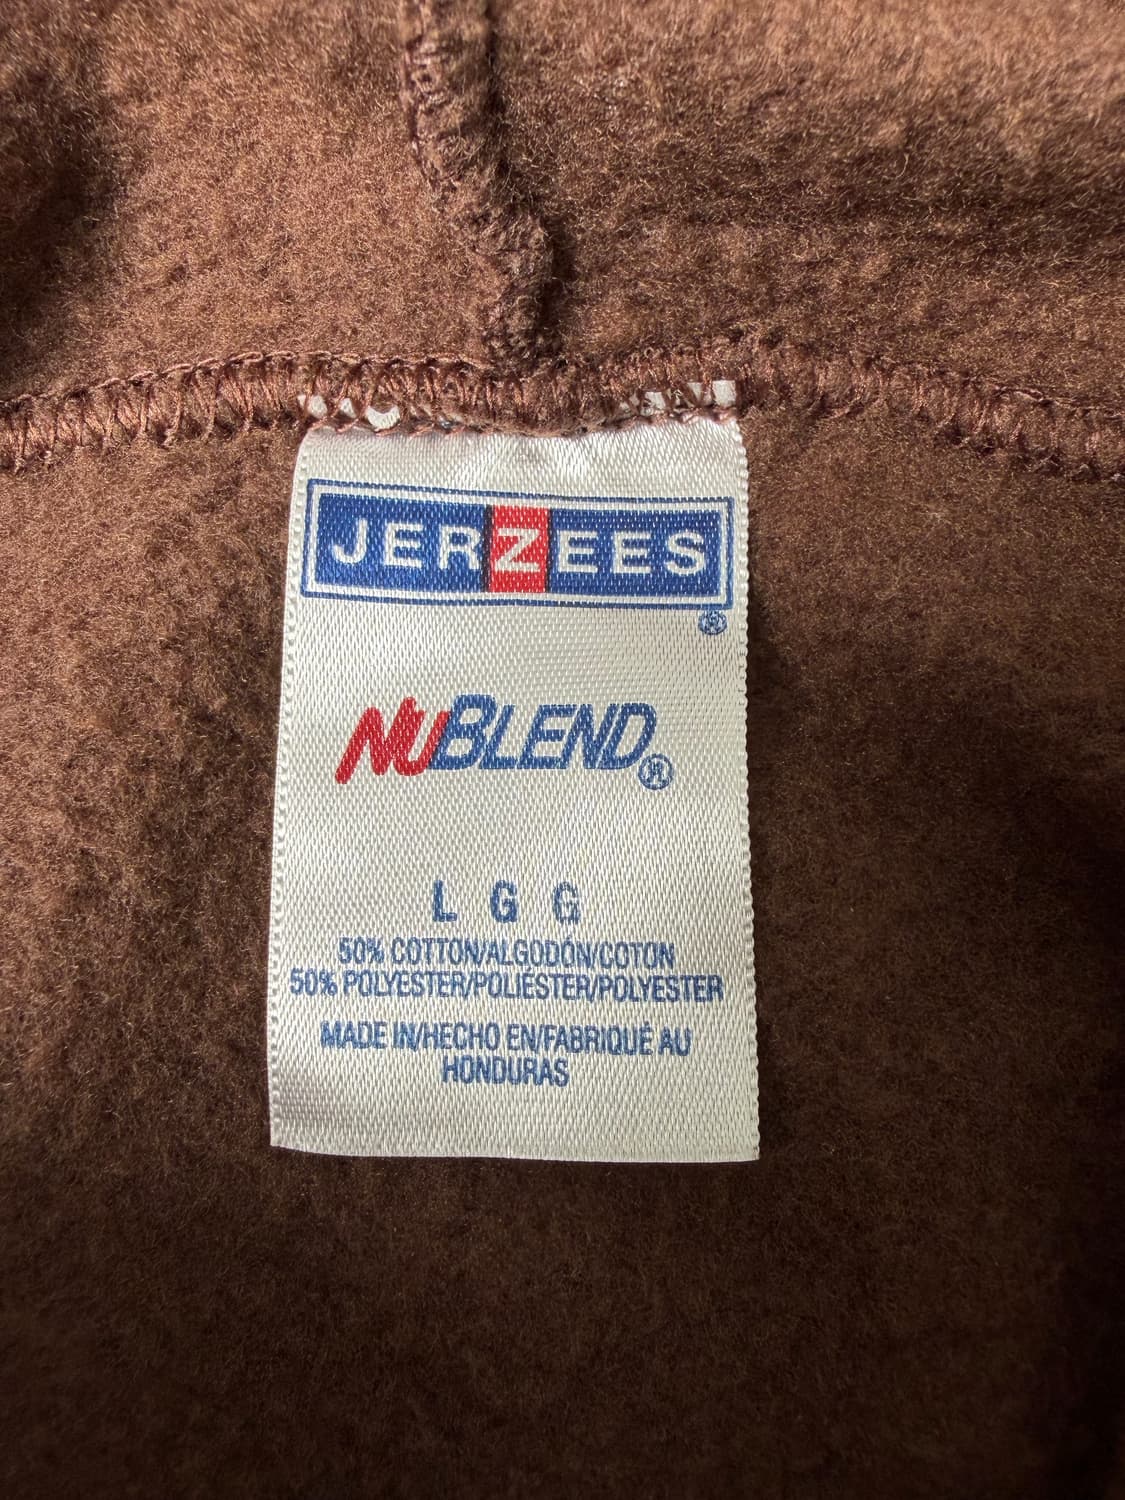 JERZEES
®
NUBLEND®
L G G
50% COTTON/ALGODÓN/COTON
50% POLYESTER/POLIÉSTER/POLYESTER
MADE IN/HECHO EN/FABRIQUÉ AU
HONDURAS